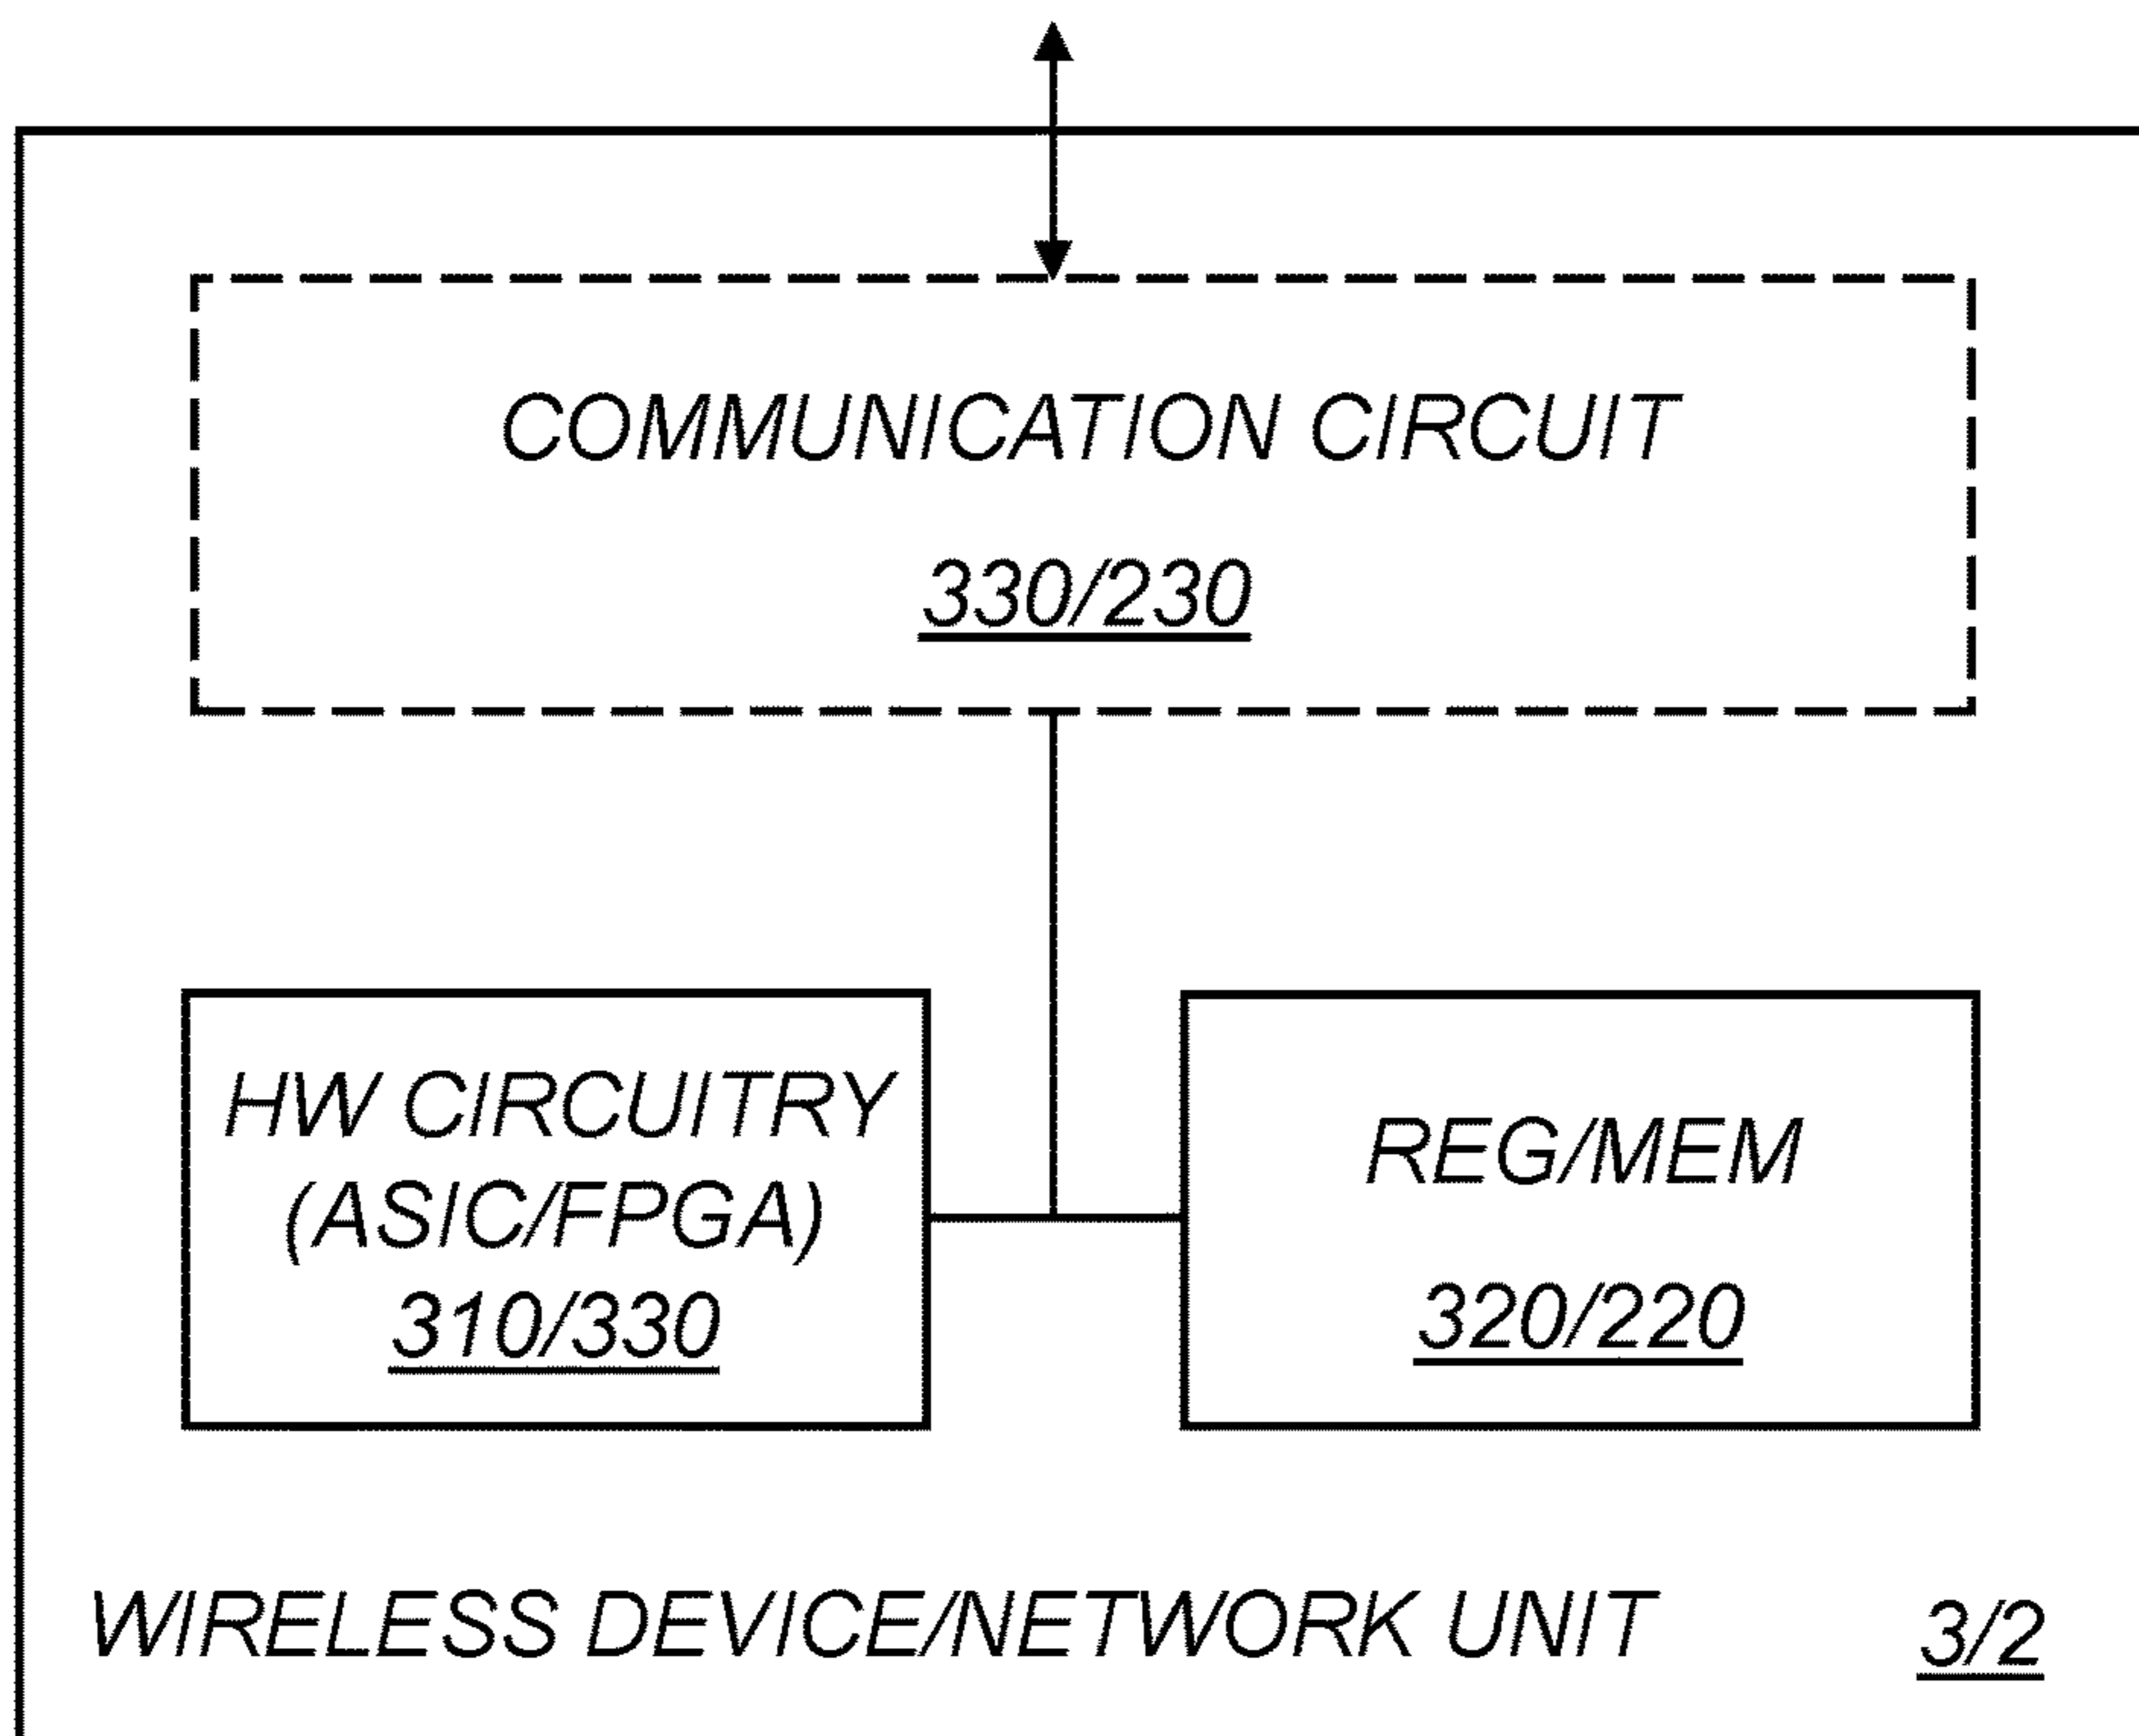 COMMUNICATION CIRCUIT
330/230
HW CIRCUITRY
(ASIC/FPGA)
310/330
REG/MEM
320/220
WIRELESS DEVICE/NETWORK UNIT 3/2